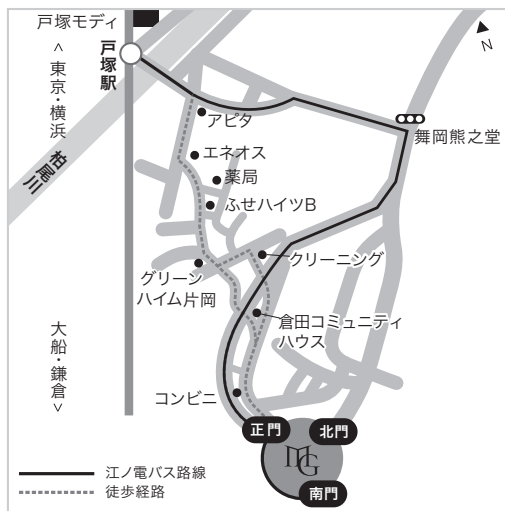 戸塚モディ
戸塚駅
< 東京・横浜
柏尾川
N
アピタ
舞岡熊之堂
エネオス
薬局
ふせハイツB
クリーニング
グリーン
ハイム片岡
倉田コミュニティ
ハウス
大船・鎌倉 >
コンビニ
正門
北門
MG
南門
江ノ電バス路線
徒歩経路